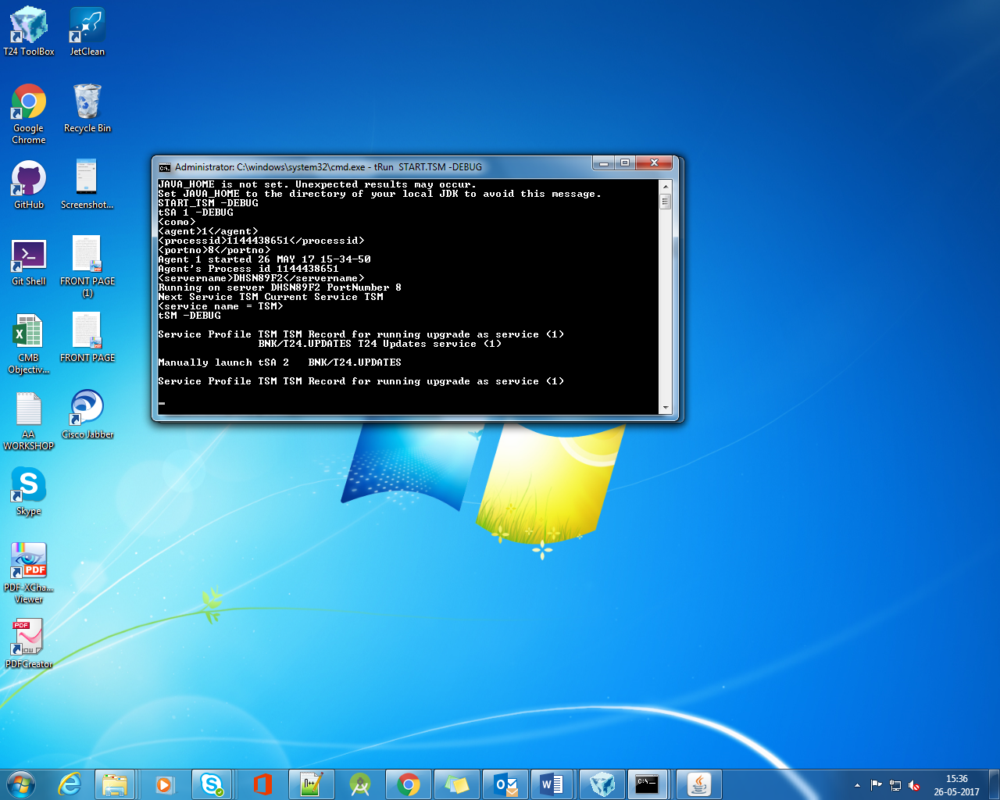 T24 ToolBox
JetClean
Google
Chrome
Recycle Bin
GitHub
Screenshot...
Git Shell
FRONT PAGE
(1)
CMB
Objectiv...
FRONT PAGE
AA
WORKSHOP
Cisco Jabber
Skype
PDF-XCha...
Viewer
PDFCreator
Administrator: C:\windows\system32\cmd.exe - tRun  START.TSM -DEBUG
JAVA_HOME is not set. Unexpected results may occur.
Set JAVA_HOME to the directory of your local JDK to avoid this message.
START_TSM -DEBUG
tSA 1 -DEBUG
<como>
<agent>1</agent>
<processid>1144438651</processid>
<portno>8</portno>
Agent 1 started 26 MAY 17 15-34-50
Agent's Process id 1144438651
<servername>DHSN89F2</servername>
Running on server DHSN89F2 PortNumber 8
Next Service TSM Current Service TSM
<service name = TSM>
tSM -DEBUG
Service Profile TSM TSM Record for running upgrade as service (1)
BNK/T24.UPDATES T24 Updates service (1)
Manually launch tSA 2   BNK/T24.UPDATES
Service Profile TSM TSM Record for running upgrade as service (1)
15:36
26-05-2017